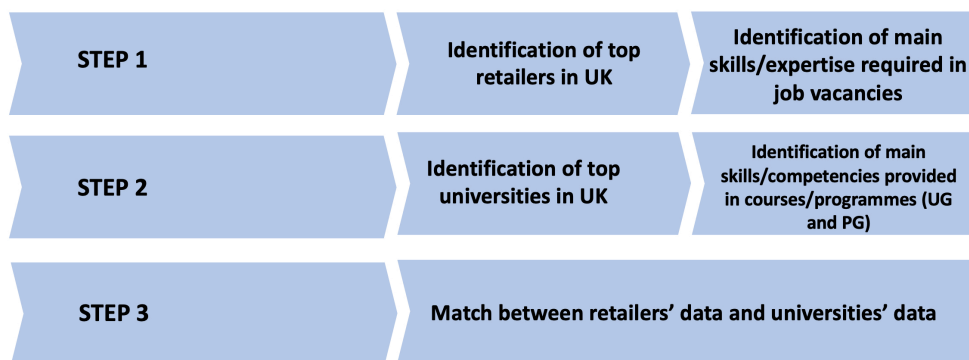 STEP 1
Identification of top
retailers in UK
Identification of main
skills/expertise required in
job vacancies
STEP 2
Identification of top
universities in UK
Identification of main
skills/competencies provided
in courses/programmes (UG
and PG)
STEP 3
Match between retailers’ data and universities’ data